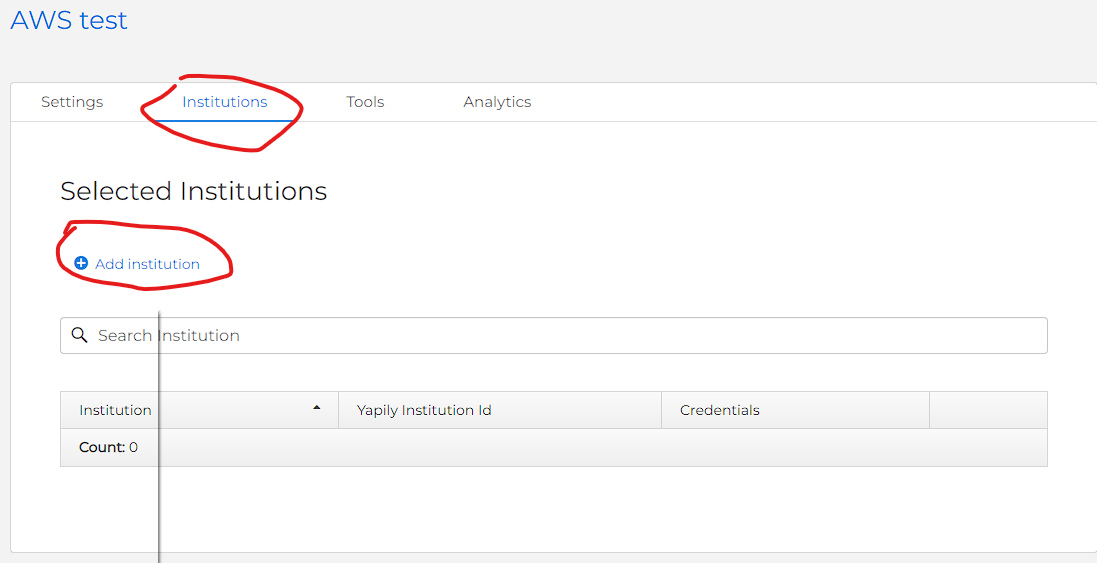 AWS test
Settings Institutions Tools Analytics
Selected Institutions
Add institution
Search Institution
Institution Yapily Institution Id Credentials
Count: 0